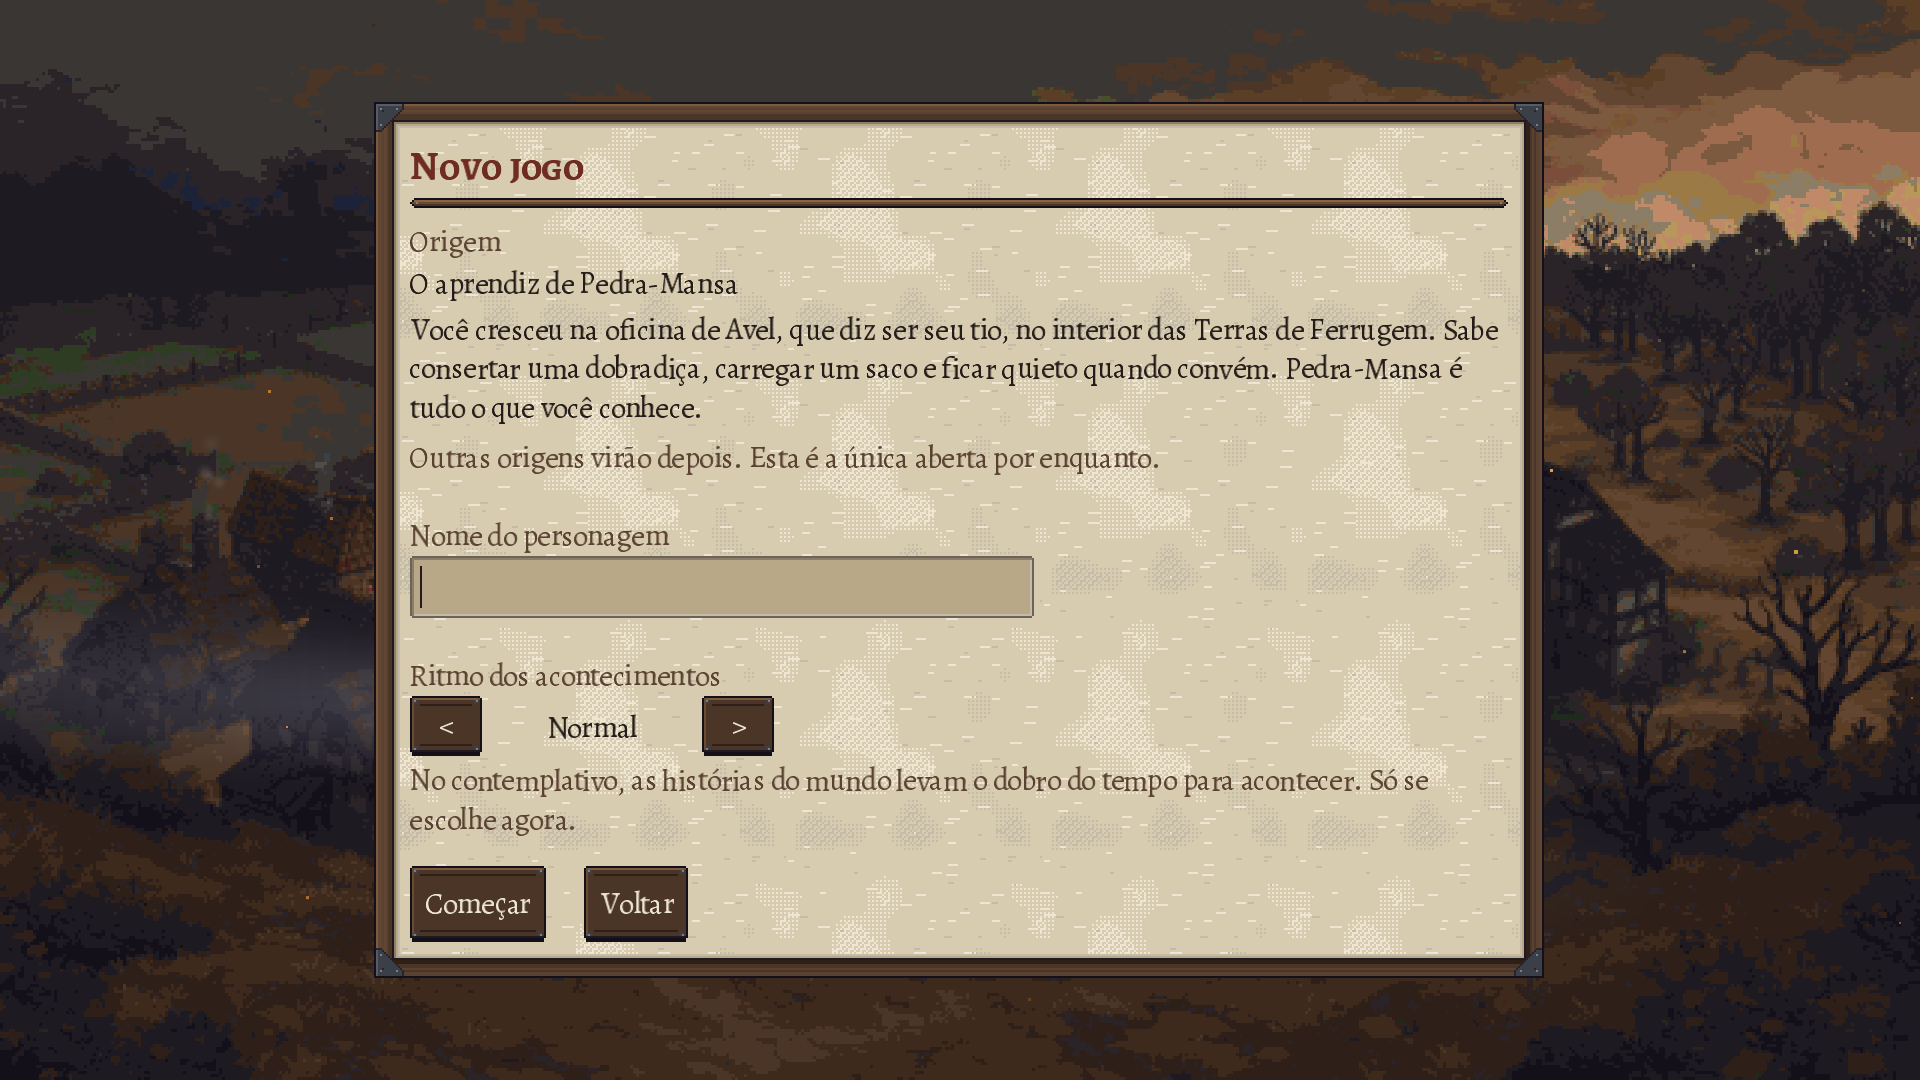 Novo jogo
Origem
O aprendiz de Pedra-Mansa
Você cresceu na oficina de Avel, que diz ser seu tio, no interior das Terras de Ferrugem. Sabe
consertar uma dobradiça, carregar um saco e ficar quieto quando convém. Pedra-Mansa é
tudo o que você conhece.
Outras origens virão depois. Esta é a única aberta por enquanto.
Nome do personagem
Ritmo dos acontecimentos
< Normal >
No contemplativo, as histórias do mundo levam o dobro do tempo para acontecer. Só se
escolhe agora.
Começar Voltar